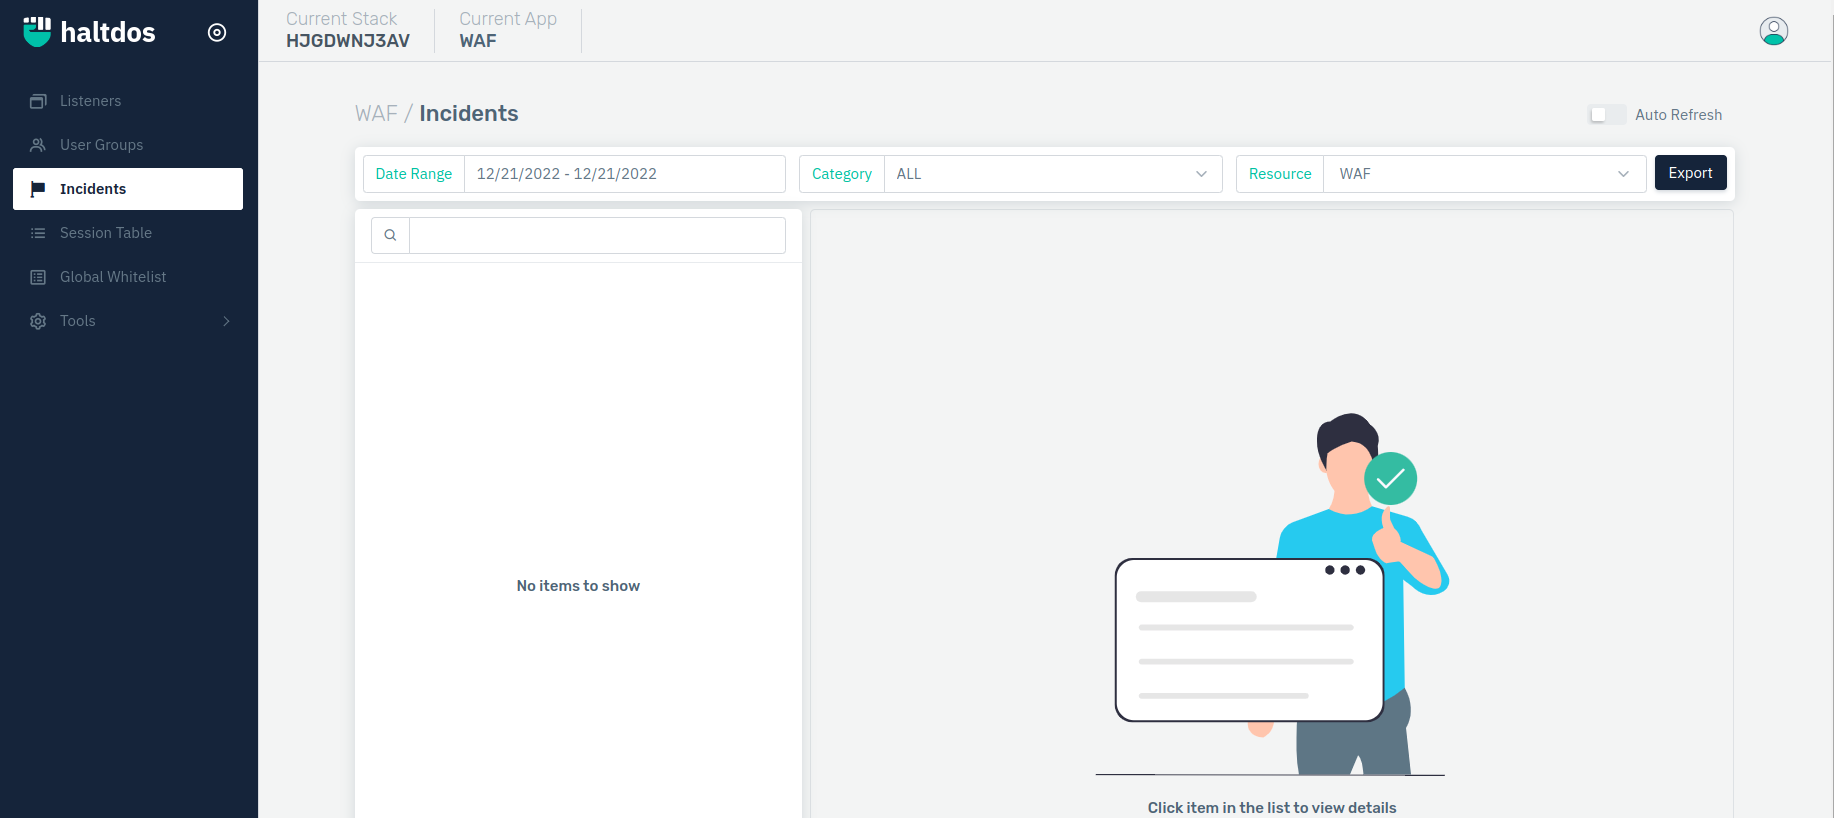 haltdos
Listeners
User Groups
Incidents
Session Table
Global Whitelist
Tools
Current Stack
HJGDWNJ3AV
Current App
WAF
WAF / Incidents
Auto Refresh
Date Range 12/21/2022 - 12/21/2022
Category ALL
Resource WAF
Export
No items to show
Click item in the list to view details